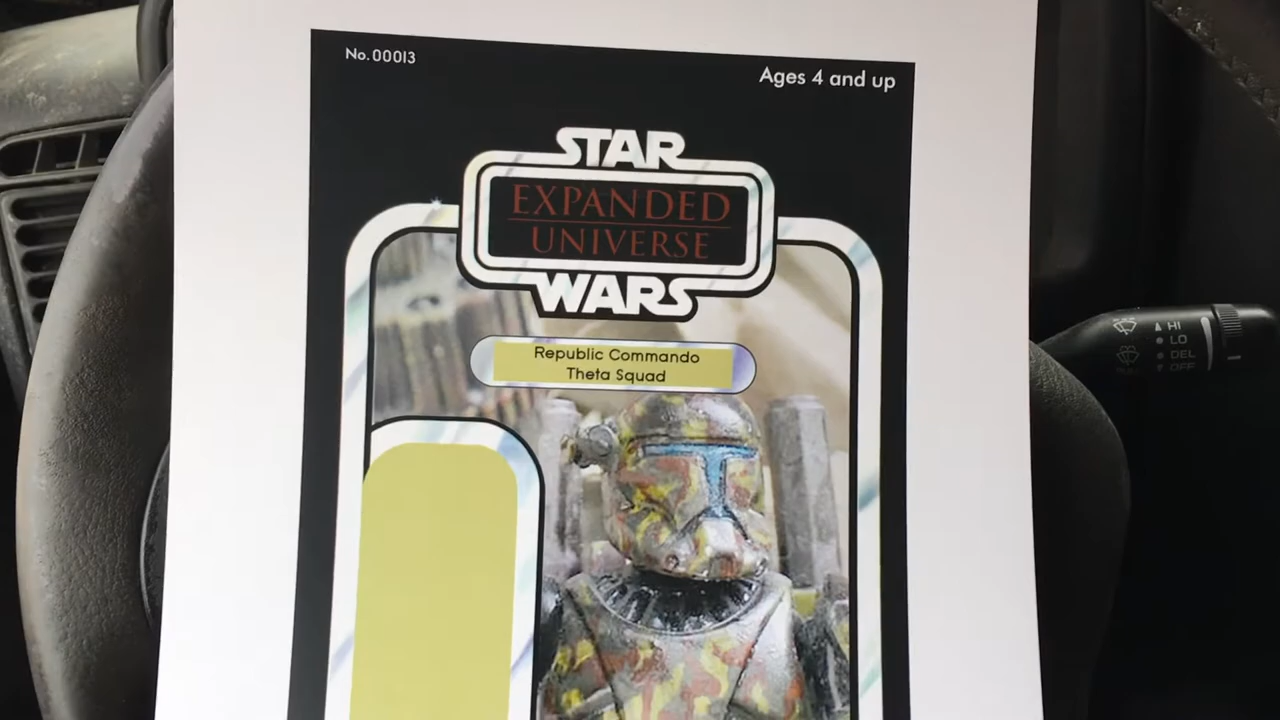 No.00013
Ages 4 and up
STAR
EXPANDED
UNIVERSE
WARS
Republic Commando
Theta Squad
HI
LO
DEL
OFF